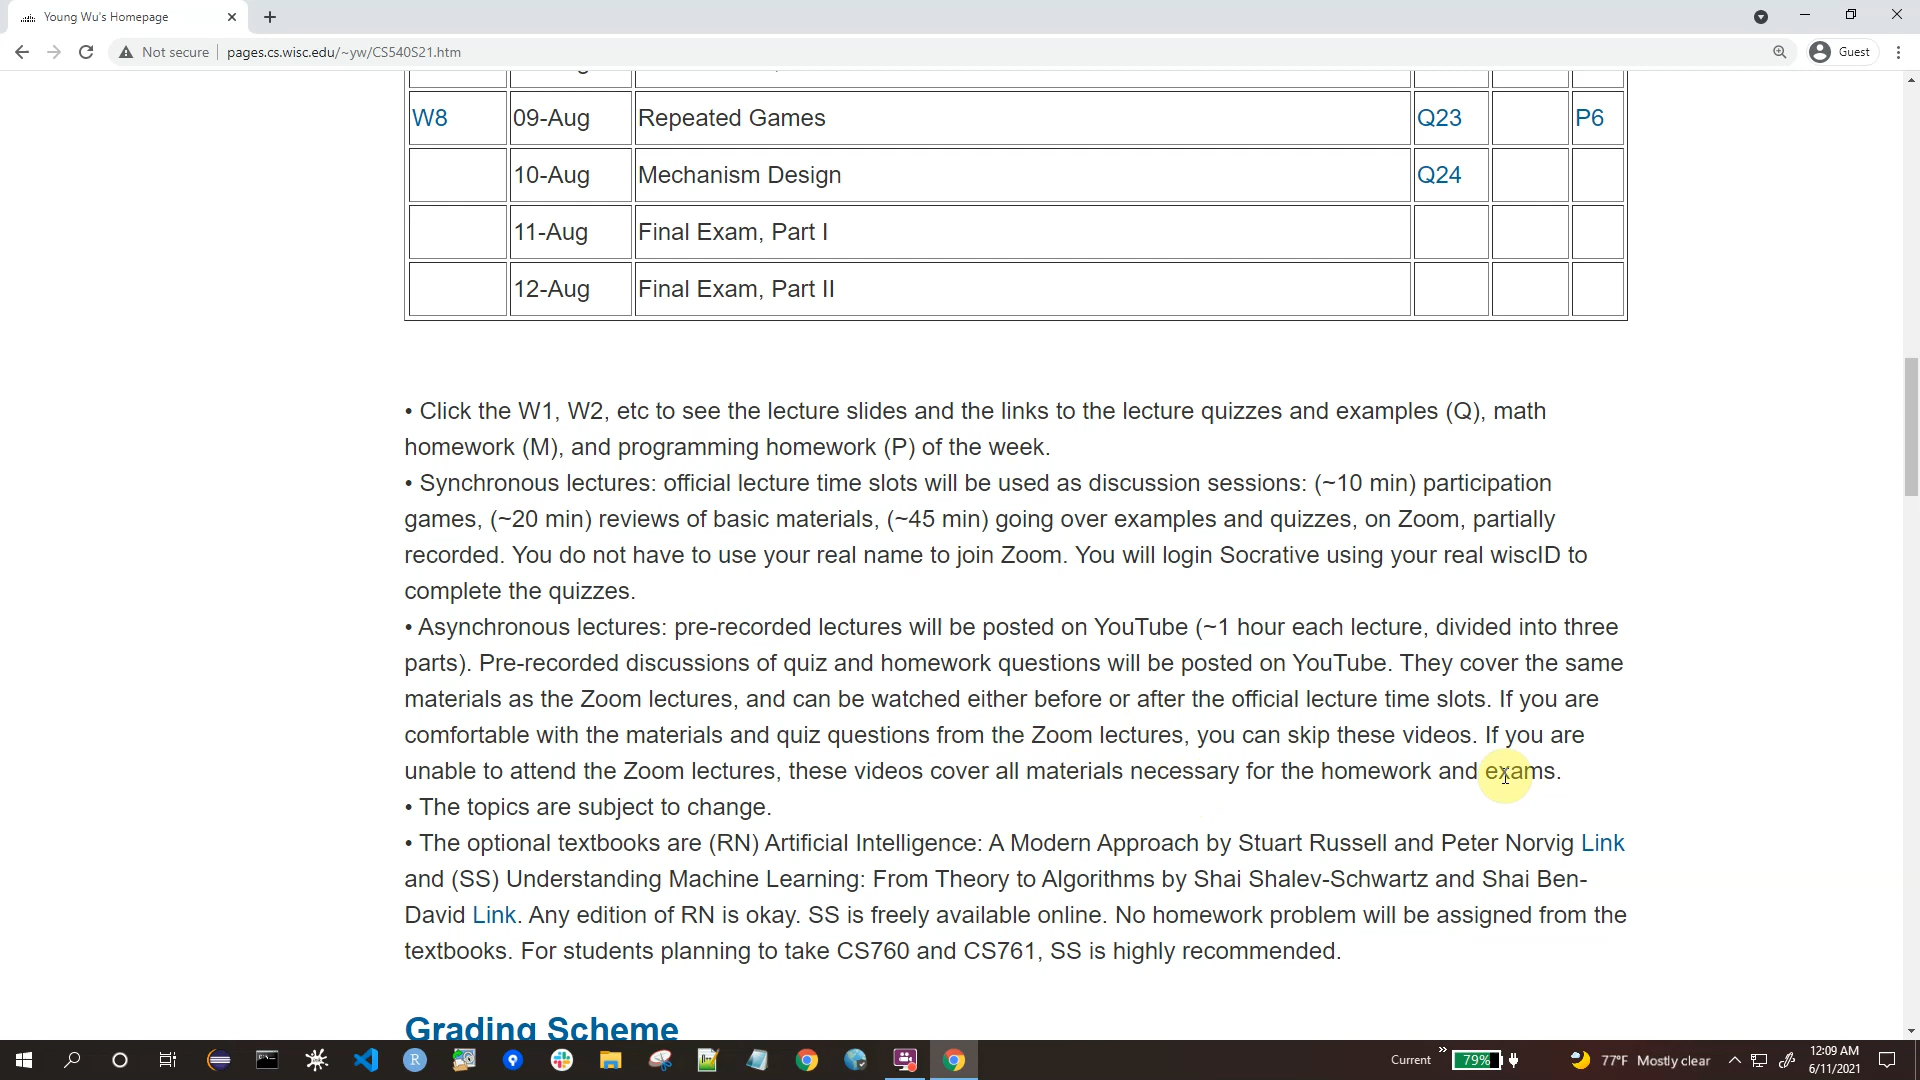 Young Wu's Homepage
Not secure pages.cs.wisc.edu/~yw/CS540S21.htm Guest
W8 09-Aug Repeated Games Q23 P6
10-Aug Mechanism Design Q24
11-Aug Final Exam, Part I
12-Aug Final Exam, Part II
• Click the W1, W2, etc to see the lecture slides and the links to the lecture quizzes and examples (Q), math
homework (M), and programming homework (P) of the week.
• Synchronous lectures: official lecture time slots will be used as discussion sessions: (~10 min) participation
games, (~20 min) reviews of basic materials, (~45 min) going over examples and quizzes, on Zoom, partially
recorded. You do not have to use your real name to join Zoom. You will login Socrative using your real wiscID to
complete the quizzes.
• Asynchronous lectures: pre-recorded lectures will be posted on YouTube (~1 hour each lecture, divided into three
parts). Pre-recorded discussions of quiz and homework questions will be posted on YouTube. They cover the same
materials as the Zoom lectures, and can be watched either before or after the official lecture time slots. If you are
comfortable with the materials and quiz questions from the Zoom lectures, you can skip these videos. If you are
unable to attend the Zoom lectures, these videos cover all materials necessary for the homework and exams.
• The topics are subject to change.
• The optional textbooks are (RN) Artificial Intelligence: A Modern Approach by Stuart Russell and Peter Norvig Link
and (SS) Understanding Machine Learning: From Theory to Algorithms by Shai Shalev-Schwartz and Shai Ben-
David Link. Any edition of RN is okay. SS is freely available online. No homework problem will be assigned from the
textbooks. For students planning to take CS760 and CS761, SS is highly recommended.
Grading Scheme
Current 79% 77°F Mostly clear 12:09 AM
6/11/2021